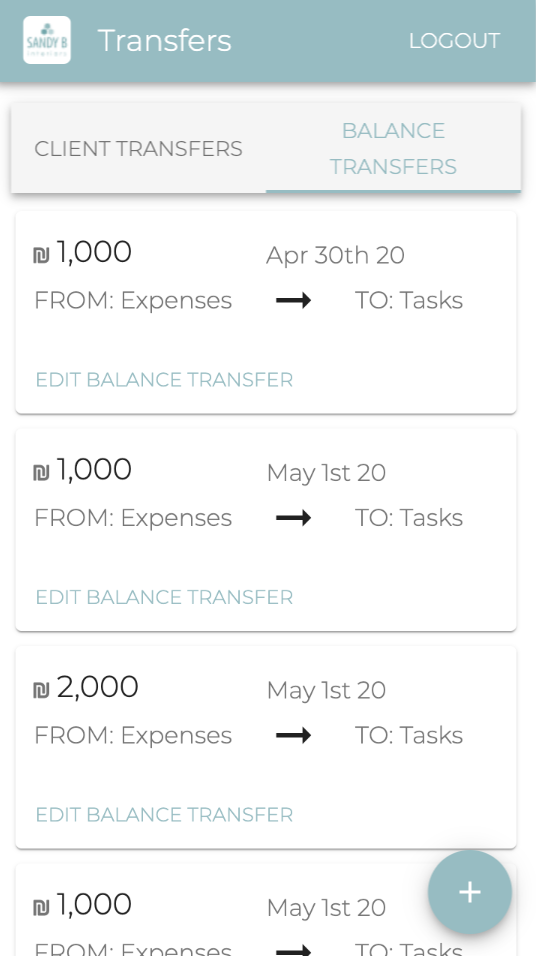 SANDY B
interiors
Transfers
LOGOUT
CLIENT TRANSFERS
BALANCE
TRANSFERS
₪ 1,000
Apr 30th 20
FROM: Expenses
TO: Tasks
EDIT BALANCE TRANSFER
₪ 1,000
May 1st 20
FROM: Expenses
TO: Tasks
EDIT BALANCE TRANSFER
₪ 2,000
May 1st 20
FROM: Expenses
TO: Tasks
EDIT BALANCE TRANSFER
₪ 1,000
May 1st 20
FROM: Expenses
TO: Tasks